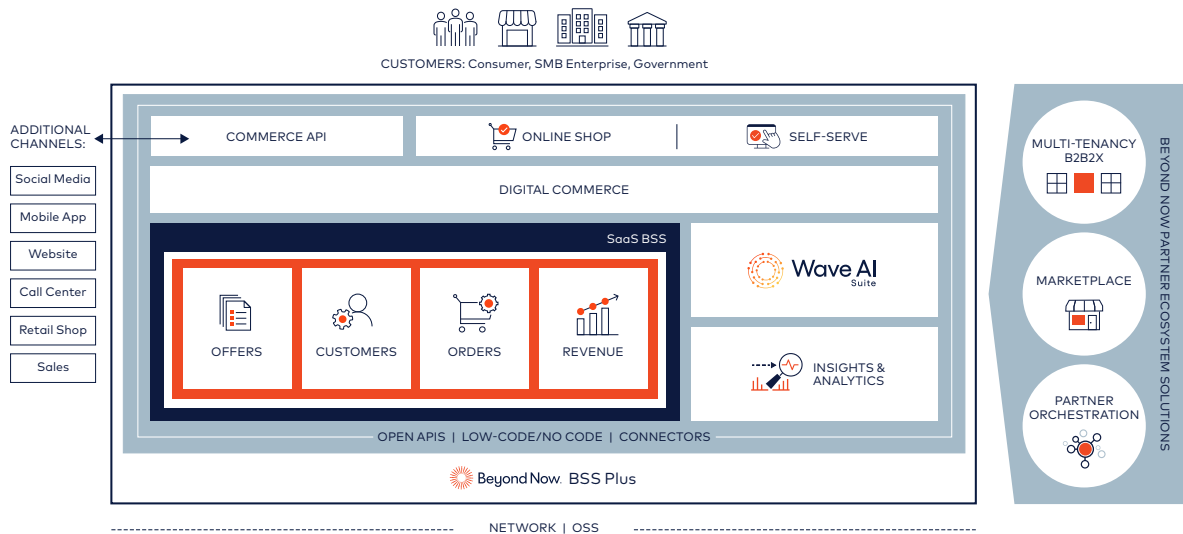 CUSTOMERS: Consumer, SMB Enterprise, Government
ADDITIONAL
CHANNELS:
Social Media
Mobile App
Website
Call Center
Retail Shop
Sales
COMMERCE API
ONLINE SHOP
SELF-SERVE
DIGITAL COMMERCE
SaaS BSS
OFFERS
CUSTOMERS
ORDERS
REVENUE
Wave AI
Suite
INSIGHTS &
ANALYTICS
OPEN APIS | LOW-CODE/NO CODE | CONNECTORS
Beyond Now. BSS Plus
NETWORK | OSS
MULTI-TENANCY
B2B2X
MARKETPLACE
PARTNER
ORCHESTRATION
BEYOND NOW PARTNER ECOSYSTEM SOLUTIONS